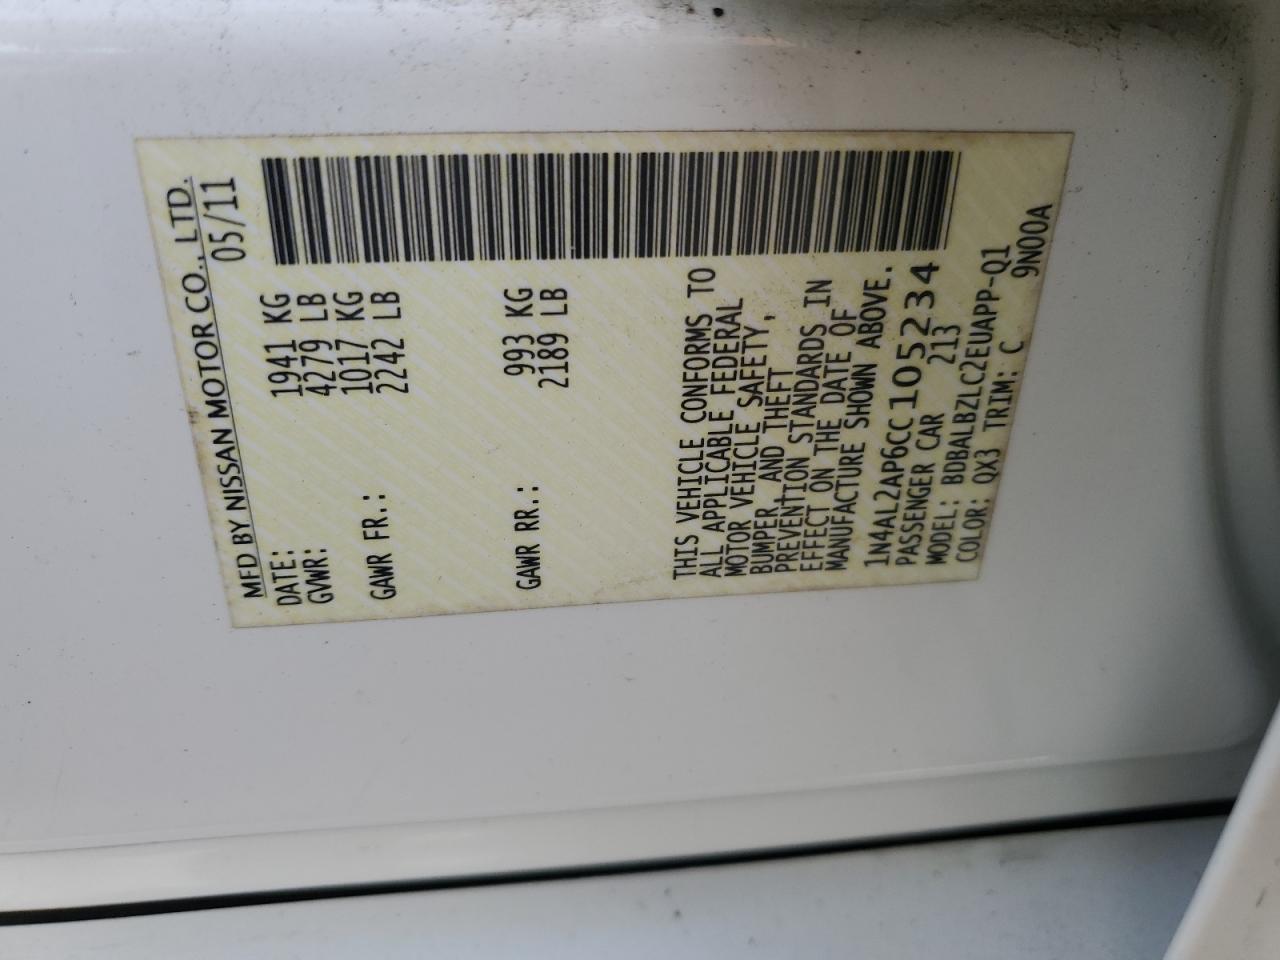 MFD BY NISSAN MOTOR CO., LTD.
DATE: 05/11
GVWR: 1941 KG
4279 LB
GAWR FR.: 1017 KG
2242 LB
GAWR RR.: 993 KG
2189 LB
THIS VEHICLE CONFORMS TO
ALL APPLICABLE FEDERAL
MOTOR VEHICLE SAFETY,
BUMPER, AND THEFT
PREVENTION STANDARDS IN
EFFECT ON THE DATE OF
MANUFACTURE SHOWN ABOVE.
1N4AL2AP6CC105234
PASSENGER CAR 213
MODEL: BDBALBZLC2EUAPP-Q1
COLOR: QX3 TRIM: C 9N00A